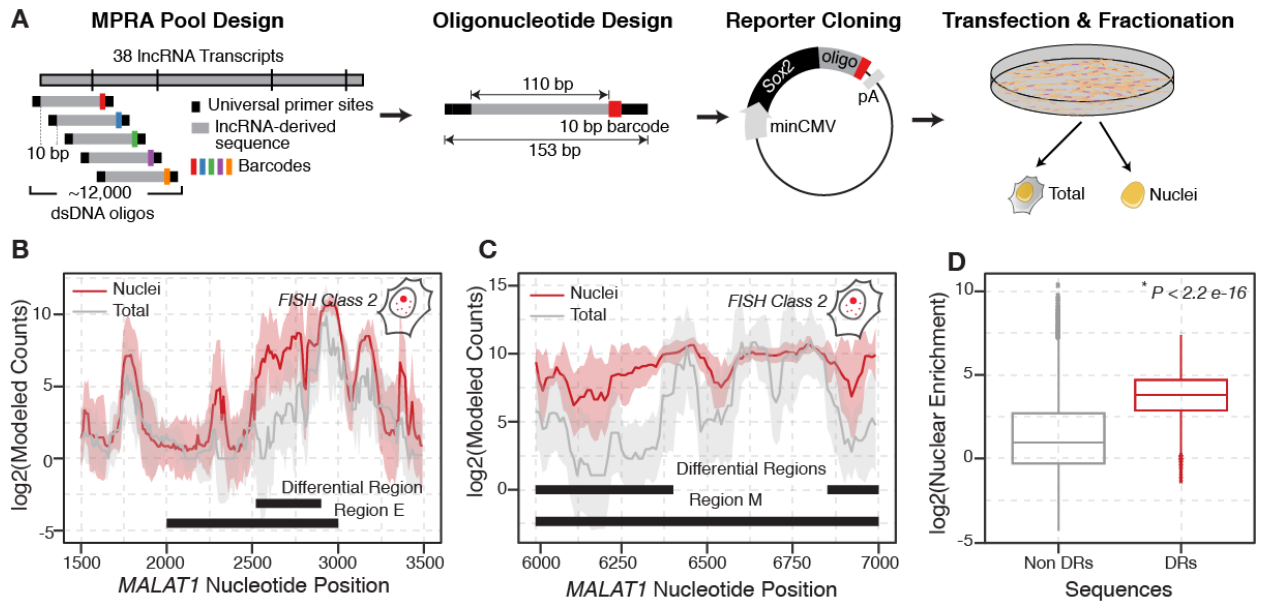 A
MPRA Pool Design
38 lncRNA Transcripts
Universal primer sites
lncRNA-derived
sequence
Barcodes
10 bp
~12,000
dsDNA oligos
Oligonucleotide Design
110 bp
10 bp barcode
153 bp
Reporter Cloning
Sox2
oligo
pA
minCMV
Transfection & Fractionation
Total
Nuclei
B
Nuclei
Total
FISH Class 2
log2(Modeled Counts)
10
5
0
-5
Differential Region
Region E
1500
2000
2500
3000
3500
MALAT1 Nucleotide Position
C
Nuclei
Total
FISH Class 2
log2(Modeled Counts)
15
10
5
0
Differential Regions
Region M
6000
6250
6500
6750
7000
MALAT1 Nucleotide Position
D
* P < 2.2 e-16
log2(Nuclear Enrichment)
10
5
0
-5
Non DRs
DRs
Sequences